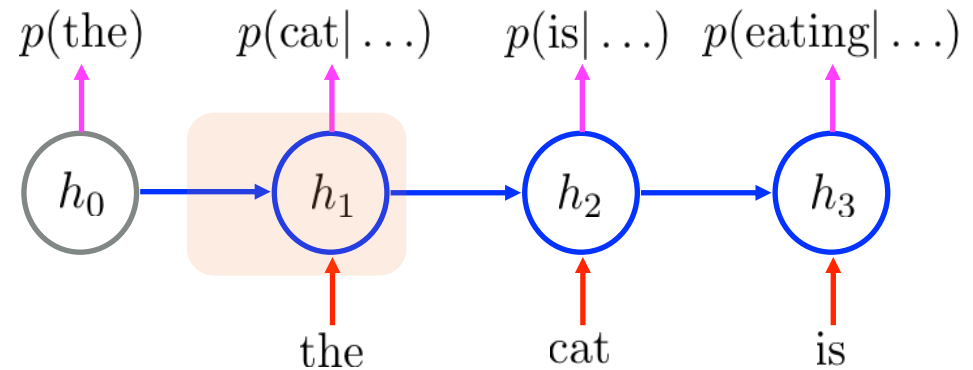 p(the) p(cat| ...) p(is| ...) p(eating| ...)
h₀ h₁ h₂ h₃
the cat is